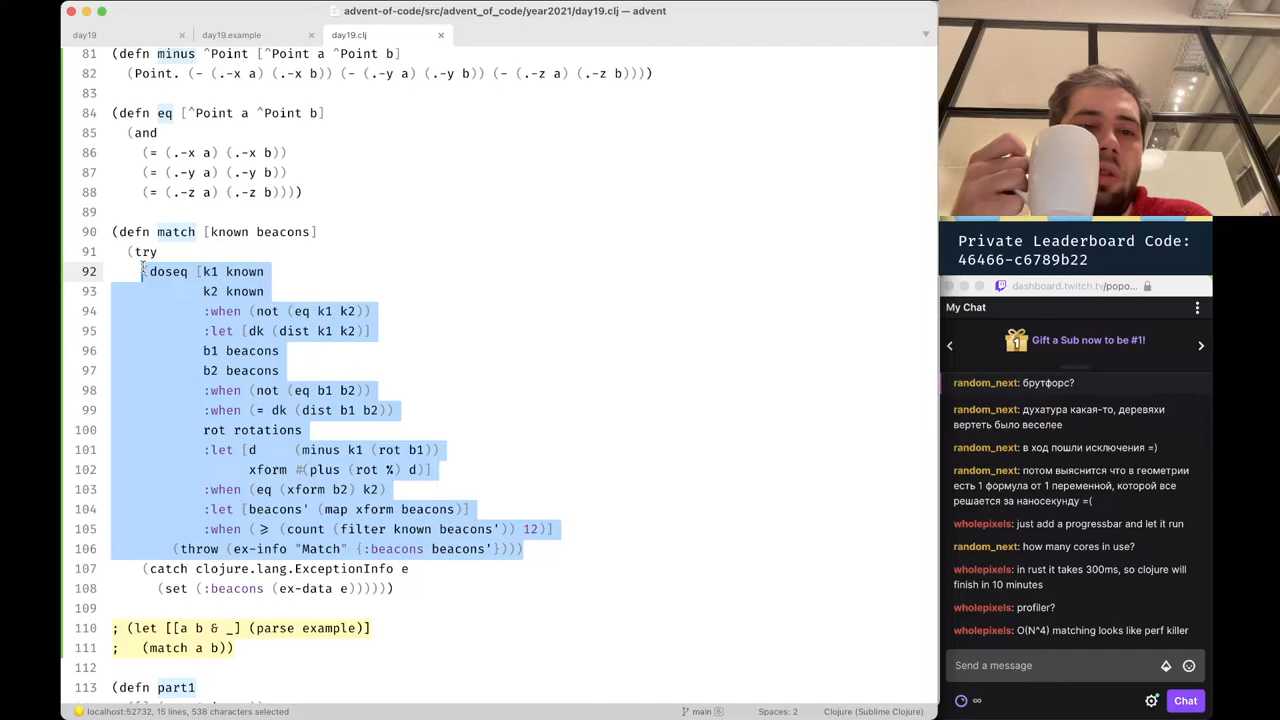 advent-of-code/src/advent_of_code/year2021/day19.clj — advent
day19
day19.example
day19.clj
81 (defn minus ^Point [^Point a ^Point b]
82 (Point. (- (.-x a) (.-x b)) (- (.-y a) (.-y b)) (- (.-z a) (.-z b))))
83
84 (defn eq [^Point a ^Point b]
85 (and
86 (= (.-x a) (.-x b))
87 (= (.-y a) (.-y b))
88 (= (.-z a) (.-z b))))
89
90 (defn match [known beacons]
91 (try
92 (doseq [k1 known
93 k2 known
94 :when (not (eq k1 k2))
95 :let [dk (dist k1 k2)]
96 b1 beacons
97 b2 beacons
98 :when (not (eq b1 b2))
99 :when (= dk (dist b1 b2))
100 rot rotations
101 :let [d (minus k1 (rot b1))
102 xform #(plus (rot %) d)]
103 :when (eq (xform b2) k2)
104 :let [beacons' (map xform beacons)]
105 :when (>= (count (filter known beacons')) 12)]
106 (throw (ex-info "Match" {:beacons beacons'})))
107 (catch clojure.lang.ExceptionInfo e
108 (set (:beacons (ex-data e))))))
109
110 ; (let [[a b & _] (parse example)]
111 ; (match a b))
112
113 (defn part1
localhost:52732, 15 lines, 538 characters selected
main 6
Spaces: 2
Clojure (Sublime Clojure)
Private Leaderboard Code:
46466-c6789b22
dashboard.twitch.tv/popo
My Chat
1
Gift a Sub now to be #1!
random_next: брутфорс?
random_next: духатура какая-то, деревяхи
вертеть было веселее
random_next: в ход пошли исключения =)
random_next: потом выяснится что в геометрии
есть 1 формула от 1 переменной, которой все
решается за наносекунду =(
wholepixels: just add a progressbar and let it run
random_next: how many cores in use?
wholepixels: in rust it takes 300ms, so clojure will
finish in 10 minutes
wholepixels: profiler?
wholepixels: O(N^4) matching looks like perf killer
Send a message
∞
Chat